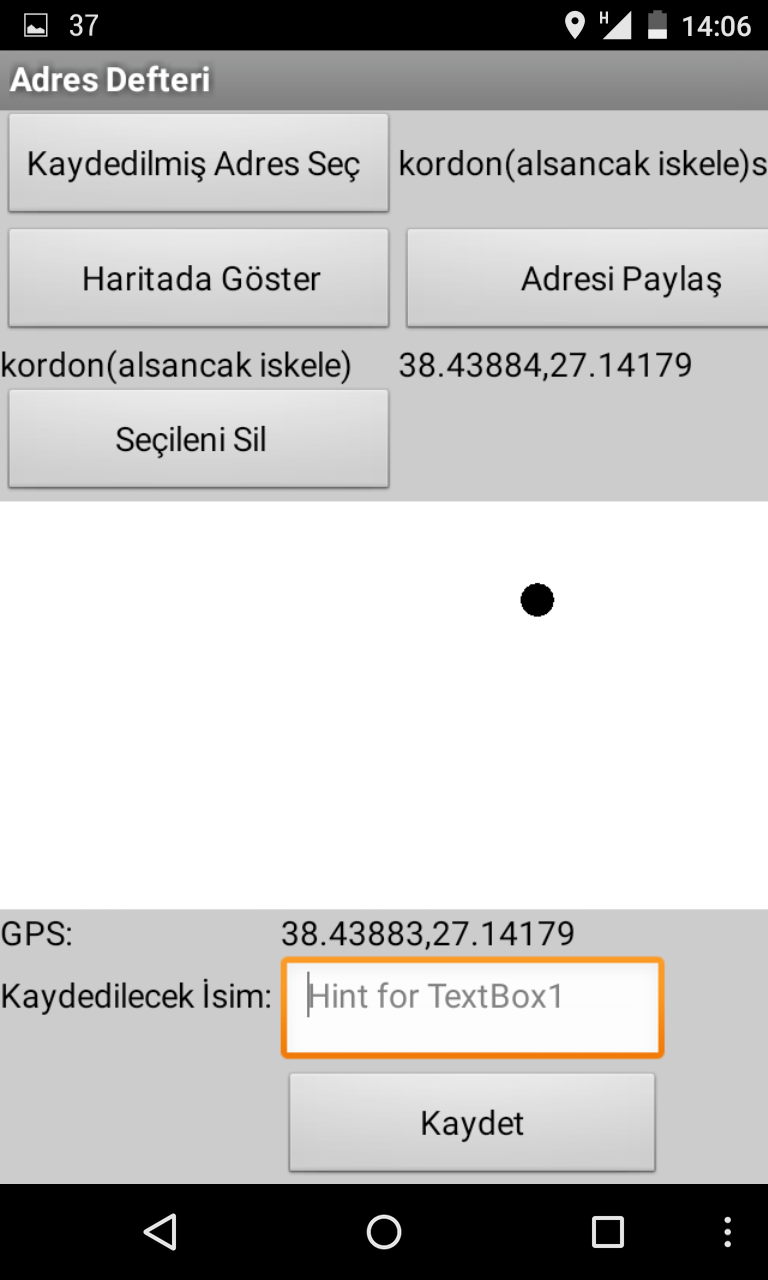 37 H 14:06
Adres Defteri
Kaydedilmiş Adres Seç kordon(alsancak iskele)s
Haritada Göster Adresi Paylaş
kordon(alsancak iskele) 38.43884,27.14179
Seçileni Sil
GPS: 38.43883,27.14179
Kaydedilecek İsim: Hint for TextBox1
Kaydet